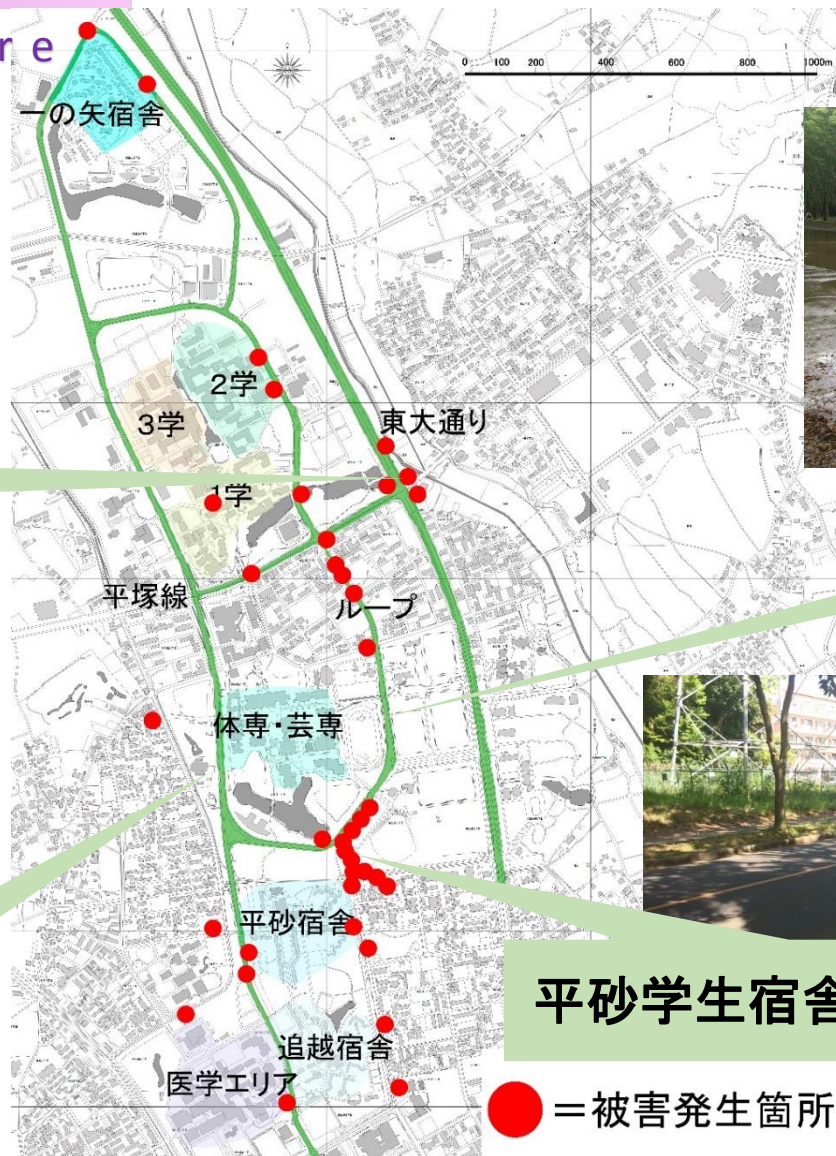 r e
0 100 200 400 600 800 1000m
一の矢宿舎
2学
3学
東大通り
1学
平塚線
ループ
体専・芸専
平砂宿舎
平砂学生宿舎
追越宿舎
医学エリア
=被害発生箇所